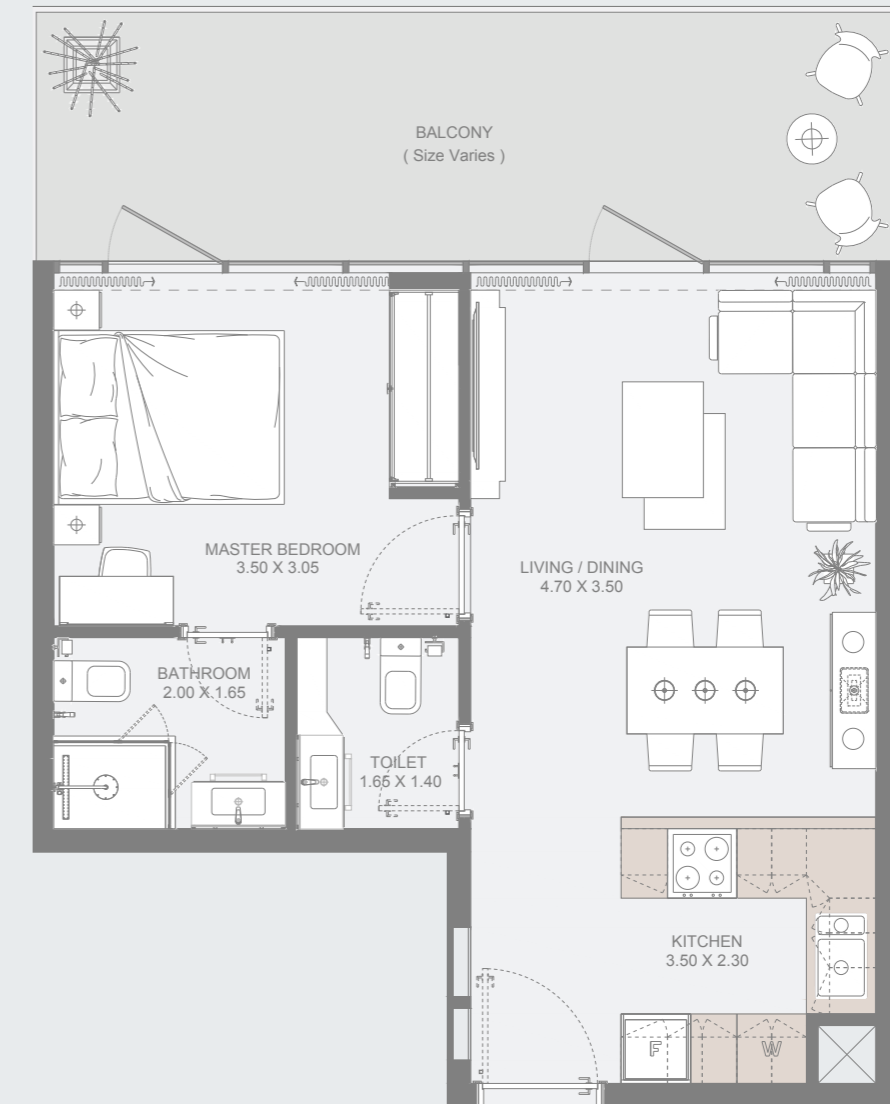 BALCONY
( Size Varies )
MASTER BEDROOM
3.50 X 3.05
LIVING / DINING
4.70 X 3.50
BATHROOM
2.00 X 1.65
TOILET
1.65 X 1.40
KITCHEN
3.50 X 2.30
F
W